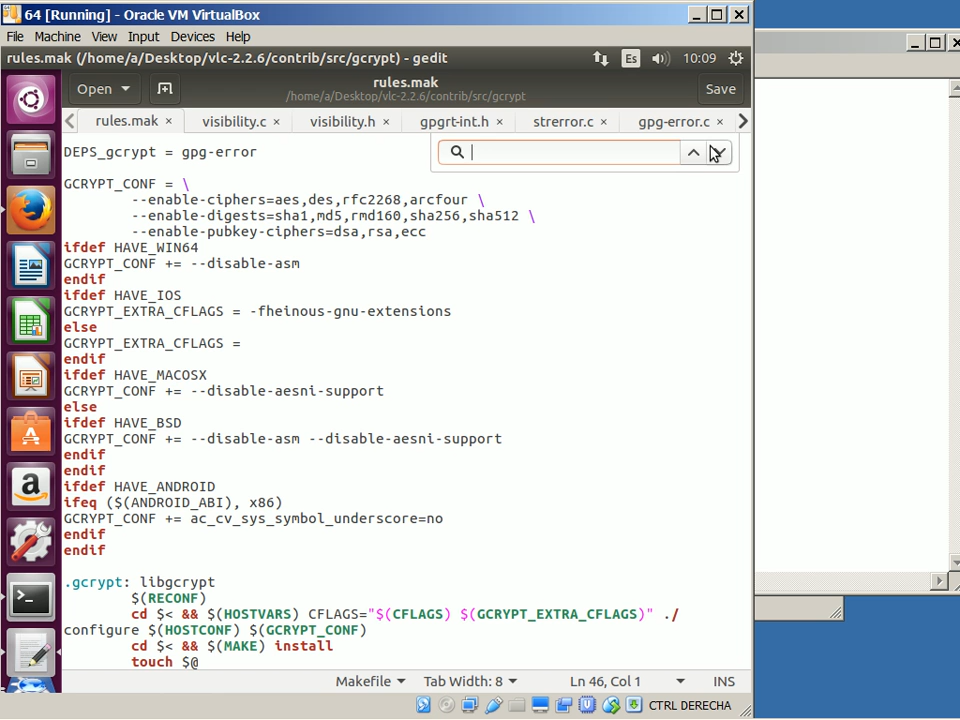 64 [Running] - Oracle VM VirtualBox
File Machine View Input Devices Help
rules.mak (/home/a/Desktop/vlc-2.2.6/contrib/src/gcrypt) - gedit
Es
10:09
Open
rules.mak
/home/a/Desktop/vlc-2.2.6/contrib/src/gcrypt
Save
rules.mak × visibility.c × visibility.h × gpgrt-int.h × strerror.c × gpg-error.c ×
DEPS_gcrypt = gpg-error
GCRYPT_CONF = \
--enable-ciphers=aes,des,rfc2268,arcfour \
--enable-digests=sha1,md5,rmd160,sha256,sha512 \
--enable-pubkey-ciphers=dsa,rsa,ecc
ifdef HAVE_WIN64
GCRYPT_CONF += --disable-asm
endif
ifdef HAVE_IOS
GCRYPT_EXTRA_CFLAGS = -fheinous-gnu-extensions
else
GCRYPT_EXTRA_CFLAGS =
endif
ifdef HAVE_MACOSX
GCRYPT_CONF += --disable-aesni-support
else
ifdef HAVE_BSD
GCRYPT_CONF += --disable-asm --disable-aesni-support
endif
endif
ifdef HAVE_ANDROID
ifeq ($(ANDROID_ABI), x86)
GCRYPT_CONF += ac_cv_sys_symbol_underscore=no
endif
endif
.gcrypt: libgcrypt
$(RECONF)
cd $< && $(HOSTVARS) CFLAGS="$(CFLAGS) $(GCRYPT_EXTRA_CFLAGS)" ./
configure $(HOSTCONF) $(GCRYPT_CONF)
cd $< && $(MAKE) install
touch $@
Makefile Tab Width: 8 Ln 46, Col 1 INS
CTRL DERECHA